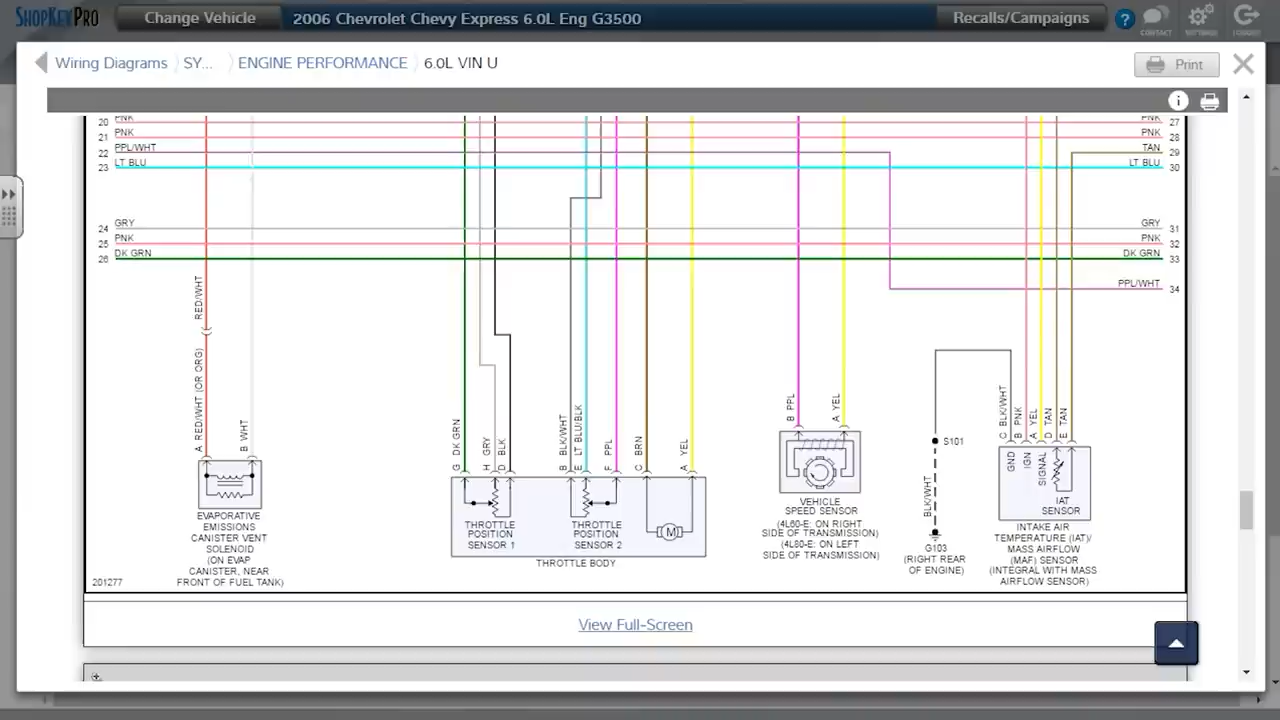 SHOPKEYPRO
Change Vehicle
2006 Chevrolet Chevy Express 6.0L Eng G3500
Recalls/Campaigns
?
CONTACT
SETTINGS
LOGOUT
Wiring Diagrams
SY...
ENGINE PERFORMANCE
6.0L VIN U
Print
i
20 PNK PNK 27
21 PNK PNK 28
22 PPL/WHT TAN 29
23 LT BLU LT BLU 30
24 GRY GRY 31
25 PNK PNK 32
26 DK GRN DK GRN 33
PPL/WHT 34
RED/WHT
A RED/WHT (OR ORG)
B WHT
G DK GRN
H GRY
D BLK
B BLK/WHT
E LT BLU/BLK
F PPL
C BRN
A YEL
B PPL
A YEL
C BLK/WHT
B PNK
A YEL
D TAN
E TAN
S101
BLK/WHT
G103
(RIGHT REAR
OF ENGINE)
GND
IGN
SIGNAL
IAT
SENSOR
EVAPORATIVE
EMISSIONS
CANISTER VENT
SOLENOID
(ON EVAP
CANISTER, NEAR
FRONT OF FUEL TANK)
THROTTLE
POSITION
SENSOR 1
THROTTLE
POSITION
SENSOR 2
M
THROTTLE BODY
VEHICLE
SPEED SENSOR
(4L60-E: ON RIGHT
SIDE OF TRANSMISSION)
(4L80-E: ON LEFT
SIDE OF TRANSMISSION)
INTAKE AIR
TEMPERATURE (IAT)/
MASS AIRFLOW
(MAF) SENSOR
(INTEGRAL WITH MASS
AIRFLOW SENSOR)
201277
View Full-Screen